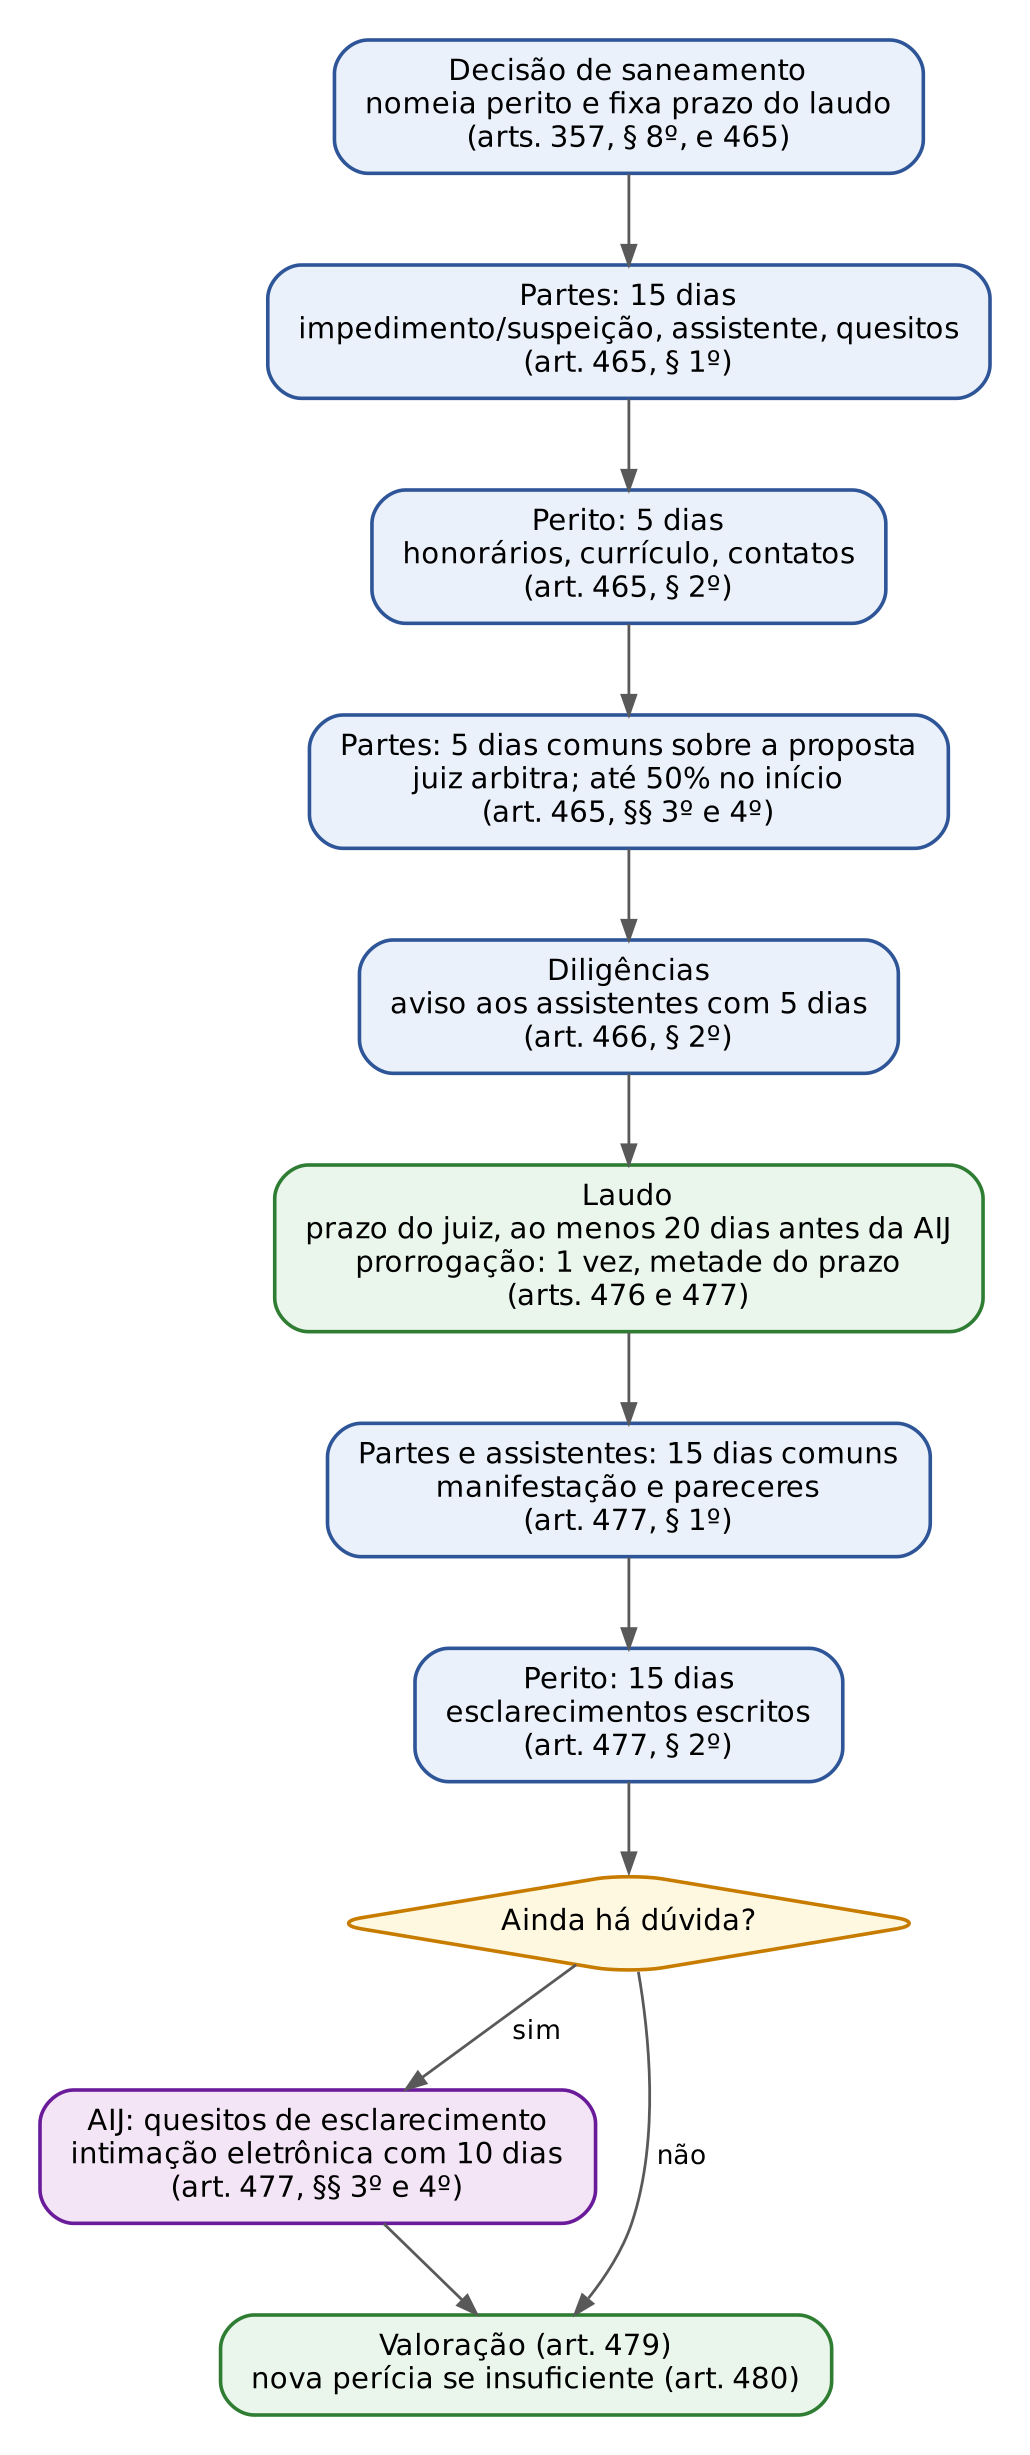 Decisão de saneamento
nomeia perito e fixa prazo do laudo
(arts. 357, § 8º, e 465)
Partes: 15 dias
impedimento/suspeição, assistente, quesitos
(art. 465, § 1º)
Perito: 5 dias
honorários, currículo, contatos
(art. 465, § 2º)
Partes: 5 dias comuns sobre a proposta
juiz arbitra; até 50% no início
(art. 465, §§ 3º e 4º)
Diligências
aviso aos assistentes com 5 dias
(art. 466, § 2º)
Laudo
prazo do juiz, ao menos 20 dias antes da AIJ
prorrogação: 1 vez, metade do prazo
(arts. 476 e 477)
Partes e assistentes: 15 dias comuns
manifestação e pareceres
(art. 477, § 1º)
Perito: 15 dias
esclarecimentos escritos
(art. 477, § 2º)
Ainda há dúvida?
sim
AIJ: quesitos de esclarecimento
intimação eletrônica com 10 dias
(art. 477, §§ 3º e 4º)
não
Valoração (art. 479)
nova perícia se insuficiente (art. 480)